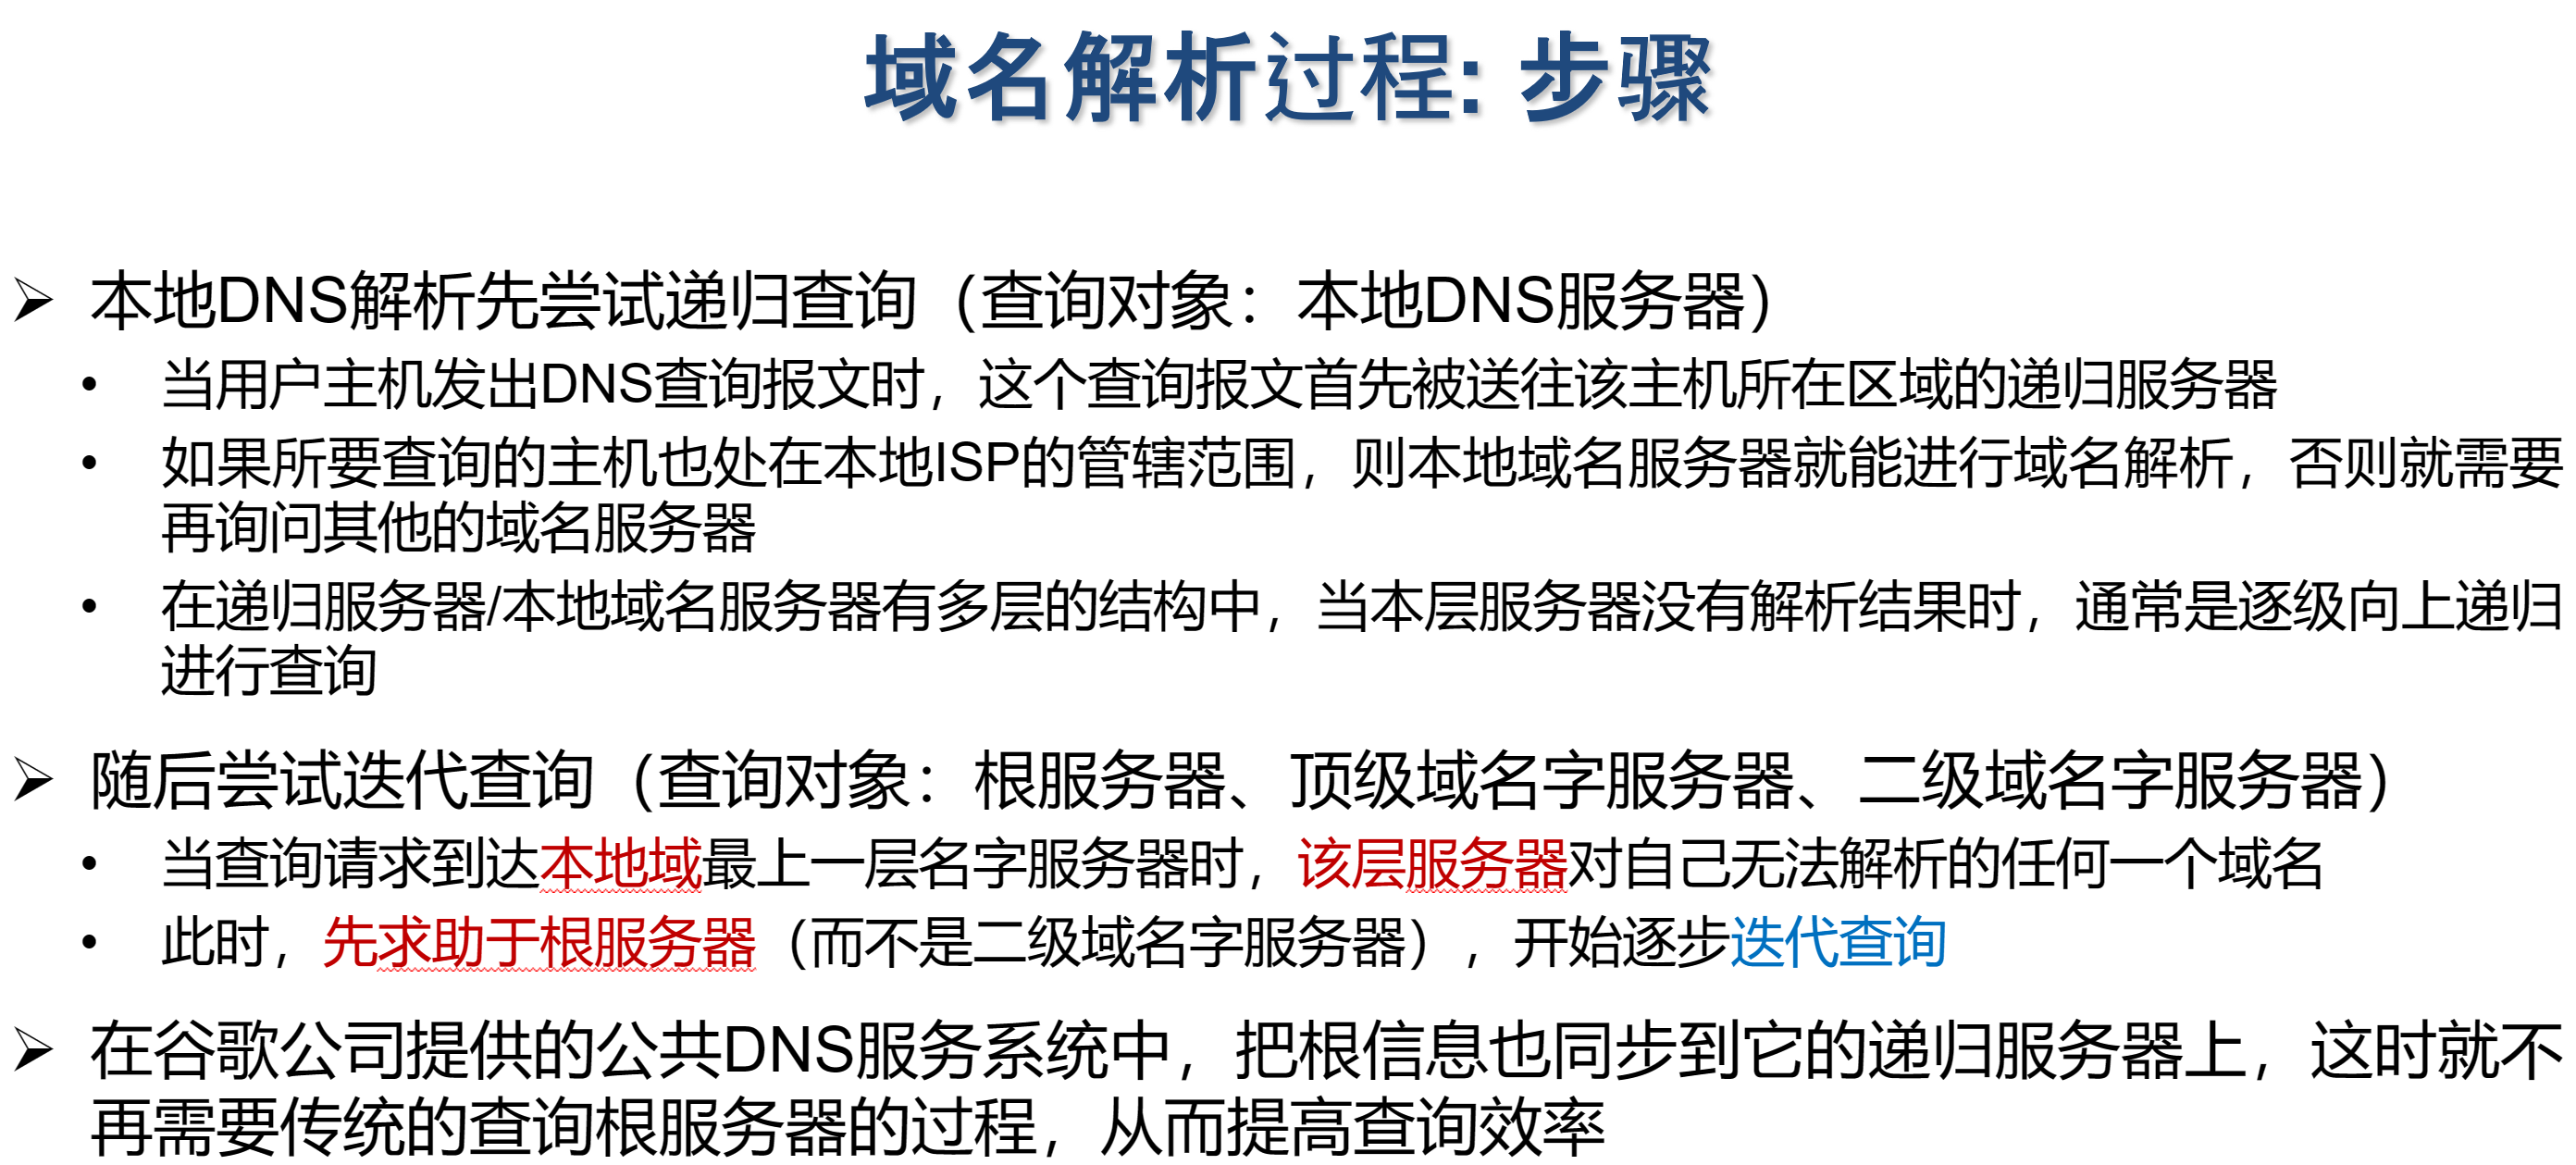 域名解析过程: 步骤
➢ 本地DNS解析先尝试递归查询（查询对象：本地DNS服务器）
• 当用户主机发出DNS查询报文时，这个查询报文首先被送往该主机所在区域的递归服务器
• 如果所要查询的主机也处在本地ISP的管辖范围，则本地域名服务器就能进行域名解析，否则就需要
再询问其他的域名服务器
• 在递归服务器/本地域名服务器有多层的结构中，当本层服务器没有解析结果时，通常是逐级向上递归
进行查询
➢ 随后尝试迭代查询（查询对象：根服务器、顶级域名字服务器、二级域名字服务器）
• 当查询请求到达本地域最上一层名字服务器时，该层服务器对自己无法解析的任何一个域名
• 此时，先求助于根服务器（而不是二级域名字服务器），开始逐步迭代查询
➢ 在谷歌公司提供的公共DNS服务系统中，把根信息也同步到它的递归服务器上，这时就不
再需要传统的查询根服务器的过程，从而提高查询效率